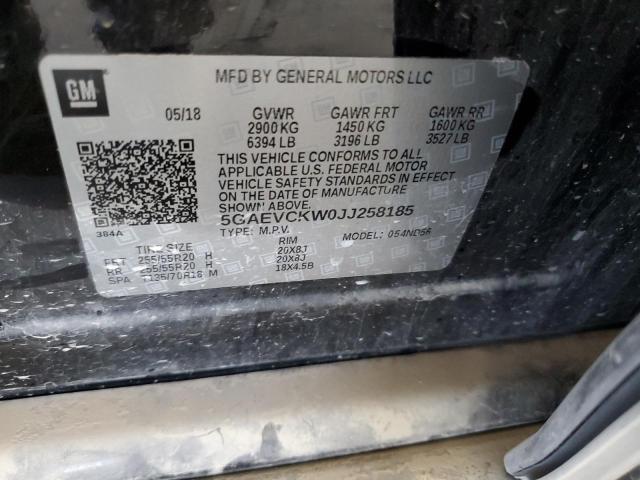 GM
MFD BY GENERAL MOTORS LLC
05/18 GVWR GAWR FRT GAWR RR
2900 KG 1450 KG 1600 KG
6394 LB 3196 LB 3527 LB
THIS VEHICLE CONFORMS TO ALL
APPLICABLE U.S. FEDERAL MOTOR
VEHICLE SAFETY STANDARDS IN EFFECT
ON THE DATE OF MANUFACTURE
SHOWN ABOVE.
384A
5GAEVCKW0JJ258185
TYPE: M.P.V. MODEL: 0S4ND56
TIRE SIZE RIM
FRT 255/55R20 H 20X8J
RR 255/55R20 H 20X8J
SPA T135/70R18 M 18X4.5B